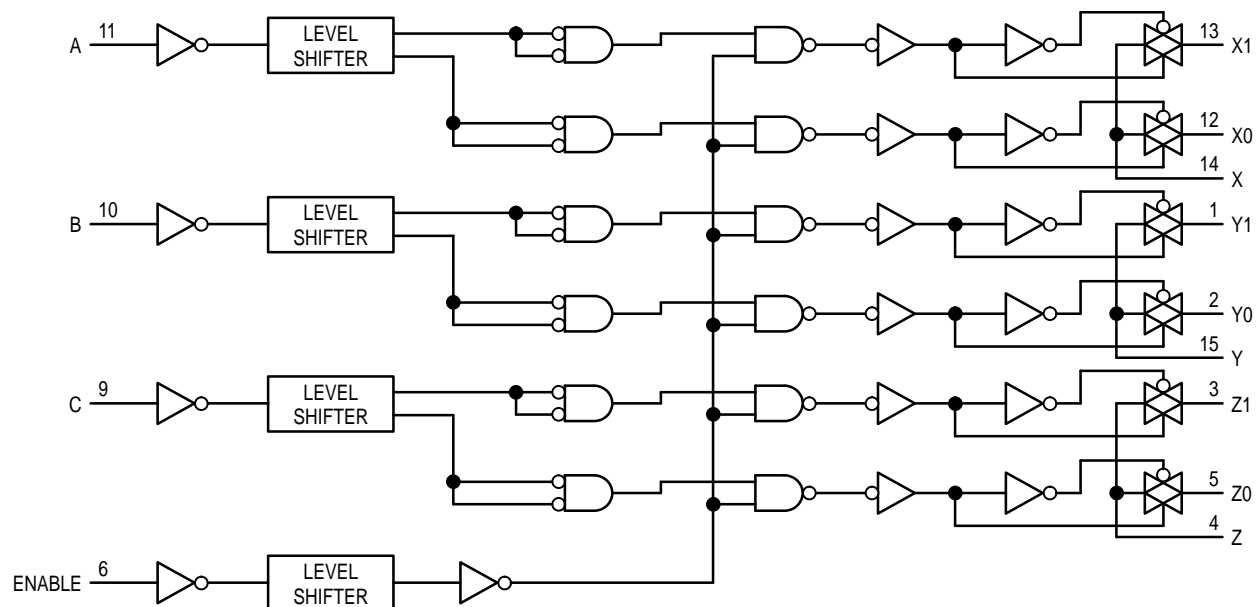 A 11 LEVEL SHIFTER 13 X1
12 X0
14 X
B 10 LEVEL SHIFTER 1 Y1
2 Y0
15 Y
C 9 LEVEL SHIFTER 3 Z1
5 Z0
4 Z
ENABLE 6 LEVEL SHIFTER